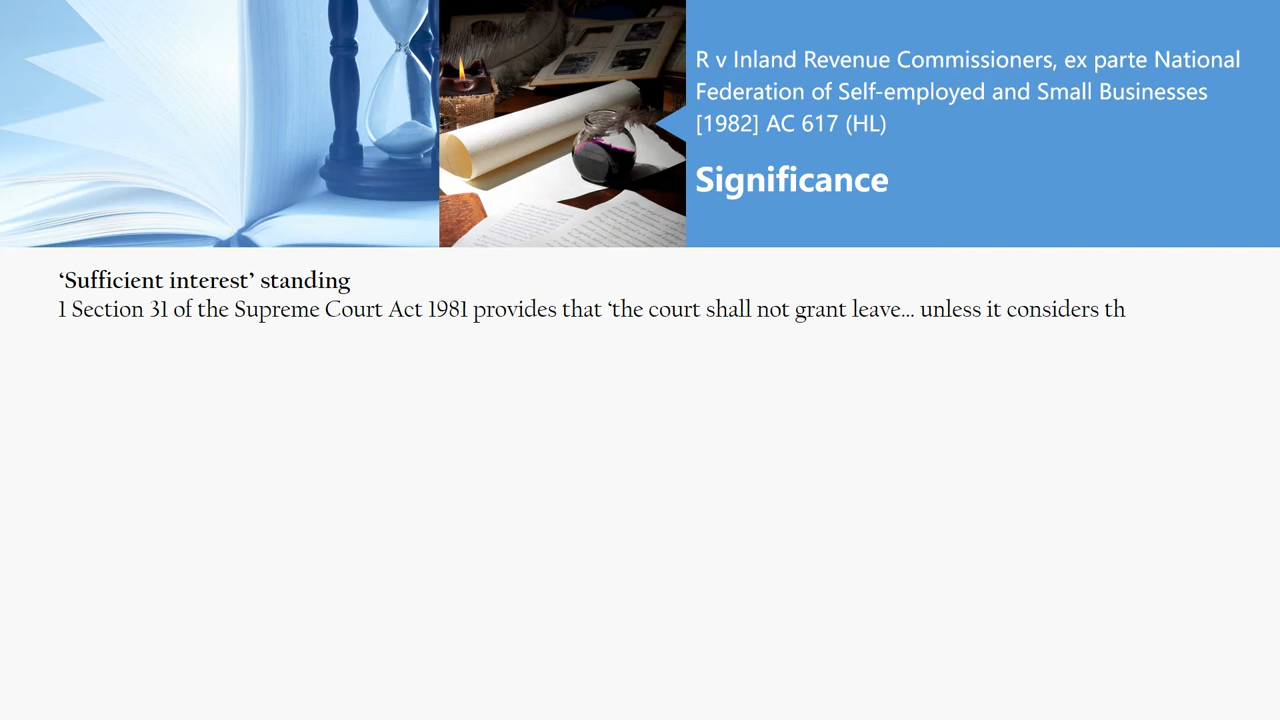 R v Inland Revenue Commissioners, ex parte National
Federation of Self-employed and Small Businesses
[1982] AC 617 (HL)
Significance
‘Sufficient interest’ standing
1 Section 31 of the Supreme Court Act 1981 provides that ‘the court shall not grant leave... unless it considers th